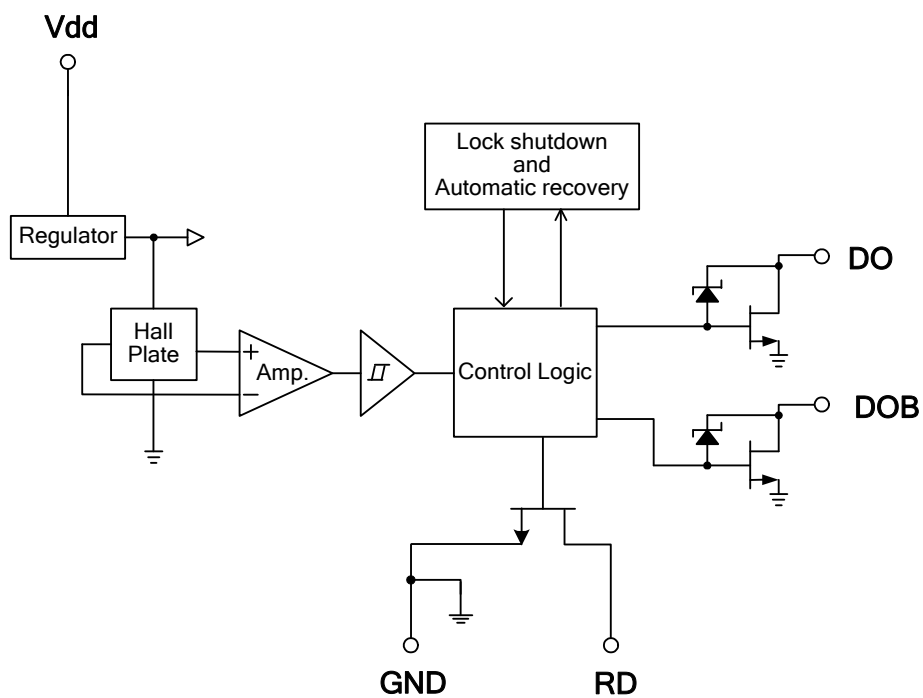 Vdd
Lock shutdown
and
Automatic recovery
Regulator
DO
Hall
Plate
+
Amp.
−
Control Logic
DOB
GND
RD